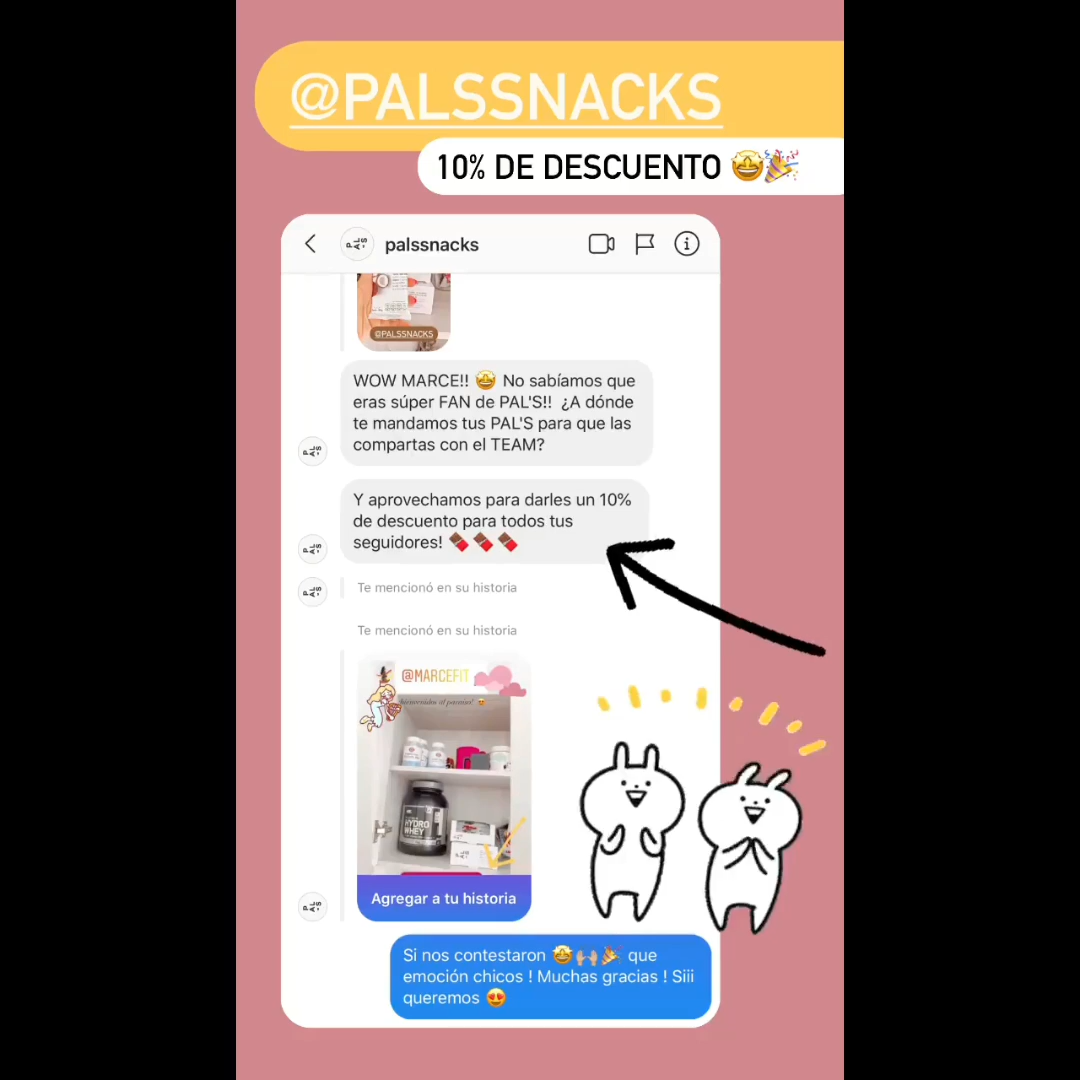 @PALSSNACKS
10% DE DESCUENTO 🤩🎉
palssnacks
@PALSSNACKS
WOW MARCE!! 🤩 No sabíamos que
eras súper FAN de PAL'S!! ¿A dónde
te mandamos tus PAL'S para que las
compartas con el TEAM?
Y aprovechamos para darles un 10%
de descuento para todos tus
seguidores! 🍫🍫🍫
Te mencionó en su historia
Te mencionó en su historia
@MARCEFIT
HYDRO
WHEY
Agregar a tu historia
Si nos contestaron 🤩🙌🏼🎉 que
emoción chicos ! Muchas gracias ! Siii
queremos 😍